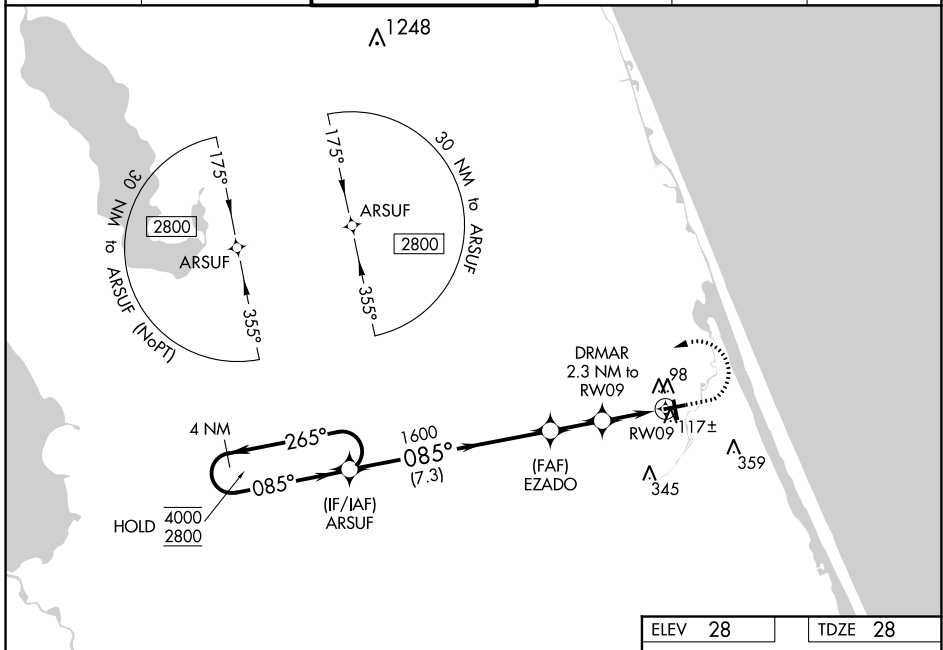 1248
30 NM to ARSUF (NoPT)
175°
2800
ARSUF
355°
175°
30 NM to ARSUF
ARSUF
2800
355°
DRMAR
2.3 NM to
RW09
98
RW09
117±
359
345
4 NM
265°
1600
085°
(7.3)
(FAF)
EZADO
085°
(IF/IAF)
ARSUF
HOLD
4000
2800
ELEV 28
TDZE 28